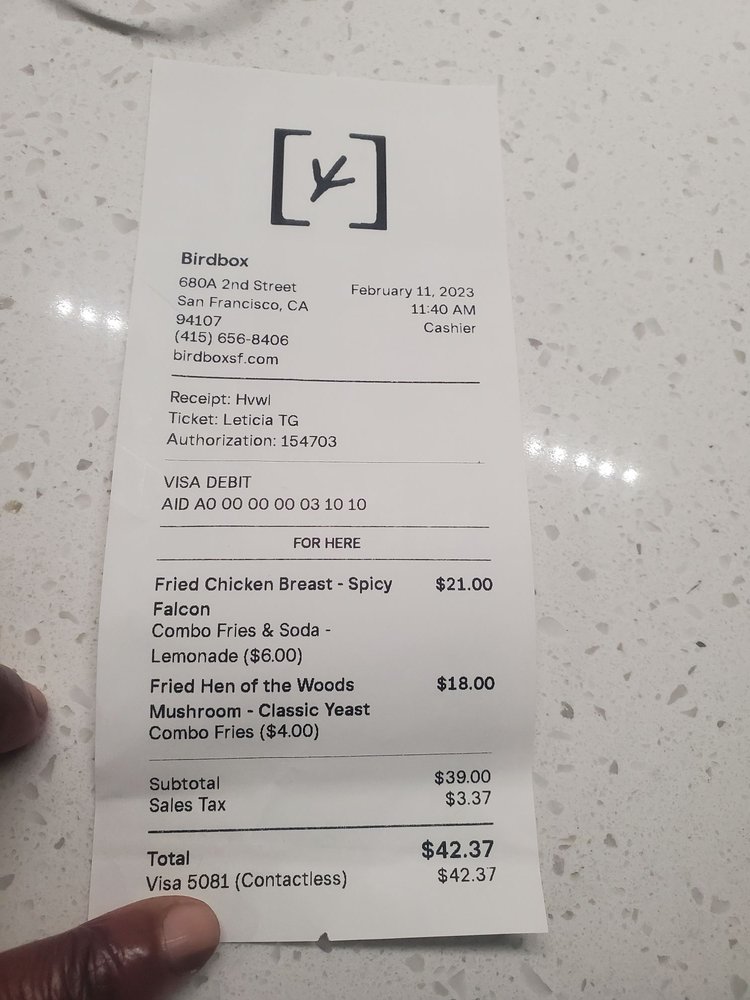 Birdbox
680A 2nd Street
San Francisco, CA
94107
(415) 656-8406
birdboxsf.com
February 11, 2023
11:40 AM
Cashier
Receipt: Hvwl
Ticket: Leticia TG
Authorization: 154703
VISA DEBIT
AID A0 00 00 00 03 10 10
FOR HERE
Fried Chicken Breast - Spicy $21.00
Falcon
Combo Fries & Soda -
Lemonade ($6.00)
Fried Hen of the Woods $18.00
Mushroom - Classic Yeast
Combo Fries ($4.00)
Subtotal $39.00
Sales Tax $3.37
Total $42.37
Visa 5081 (Contactless) $42.37